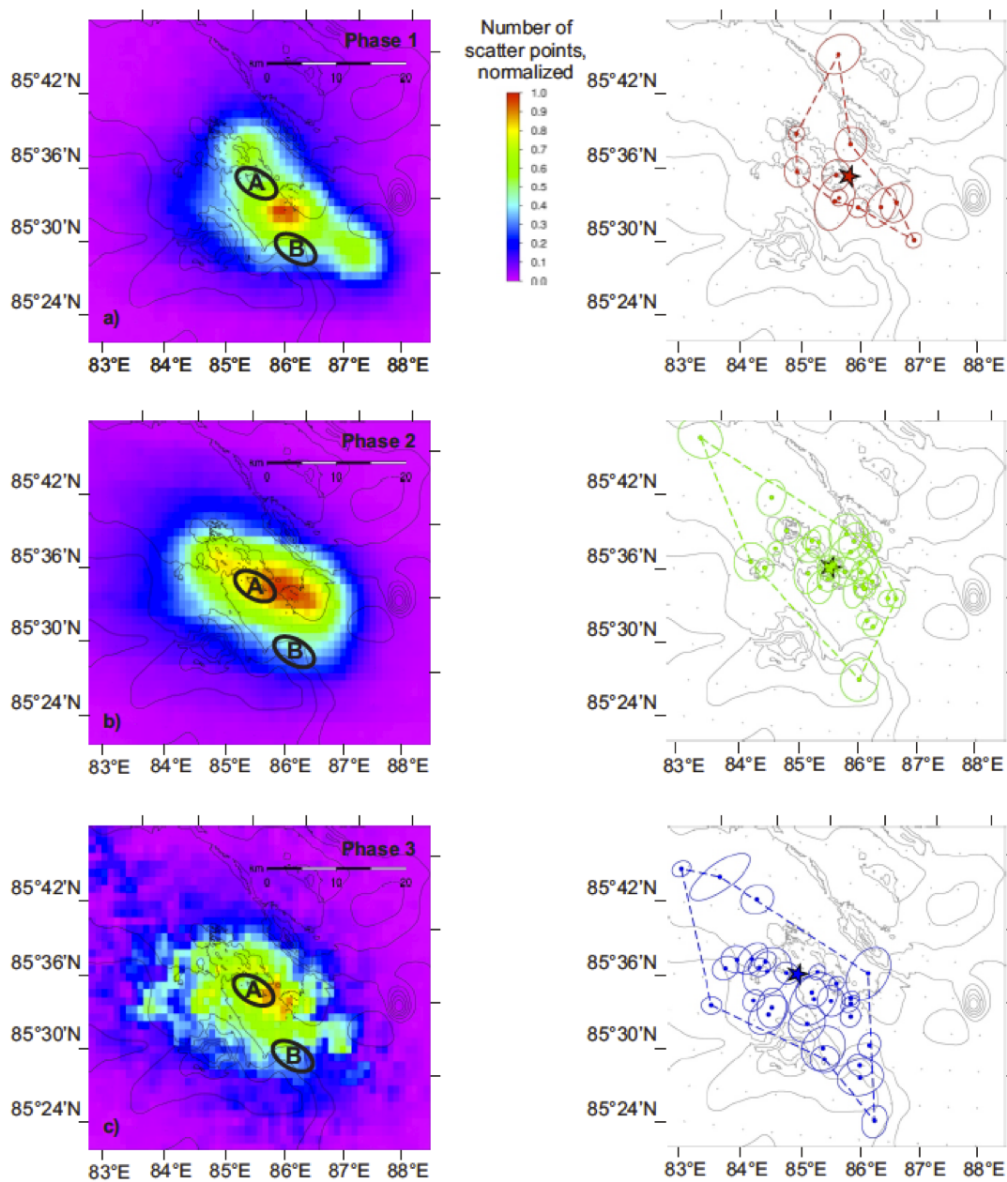 Phase 1
km
0 10 20
85°42'N
85°36'N
85°30'N
85°24'N
A
B
a)
83°E 84°E 85°E 86°E 87°E 88°E
Number of
scatter points,
normalized
1.0
0.9
0.8
0.7
0.6
0.5
0.4
0.3
0.2
0.1
0.0
85°42'N
85°36'N
85°30'N
85°24'N
83°E 84°E 85°E 86°E 87°E 88°E
Phase 2
km
0 10 20
85°42'N
85°36'N
85°30'N
85°24'N
A
B
b)
83°E 84°E 85°E 86°E 87°E 88°E
85°42'N
85°36'N
85°30'N
85°24'N
83°E 84°E 85°E 86°E 87°E 88°E
Phase 3
km
0 10 20
85°42'N
85°36'N
85°30'N
85°24'N
A
B
c)
83°E 84°E 85°E 86°E 87°E 88°E
85°42'N
85°36'N
85°30'N
85°24'N
83°E 84°E 85°E 86°E 87°E 88°E